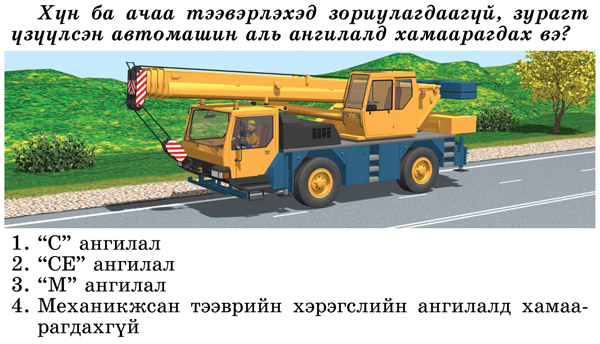 Хүн ба ачаа тээвэрлэхэд зориулагдаагүй, зурагт
үзүүлсэн автомашин аль ангилалд хамаарагдах вэ?
1. “С” ангилал
2. “СЕ” ангилал
3. “М” ангилал
4. Механикжсан тээврийн хэрэгслийн ангилалд хамаа-
рагдахгүй